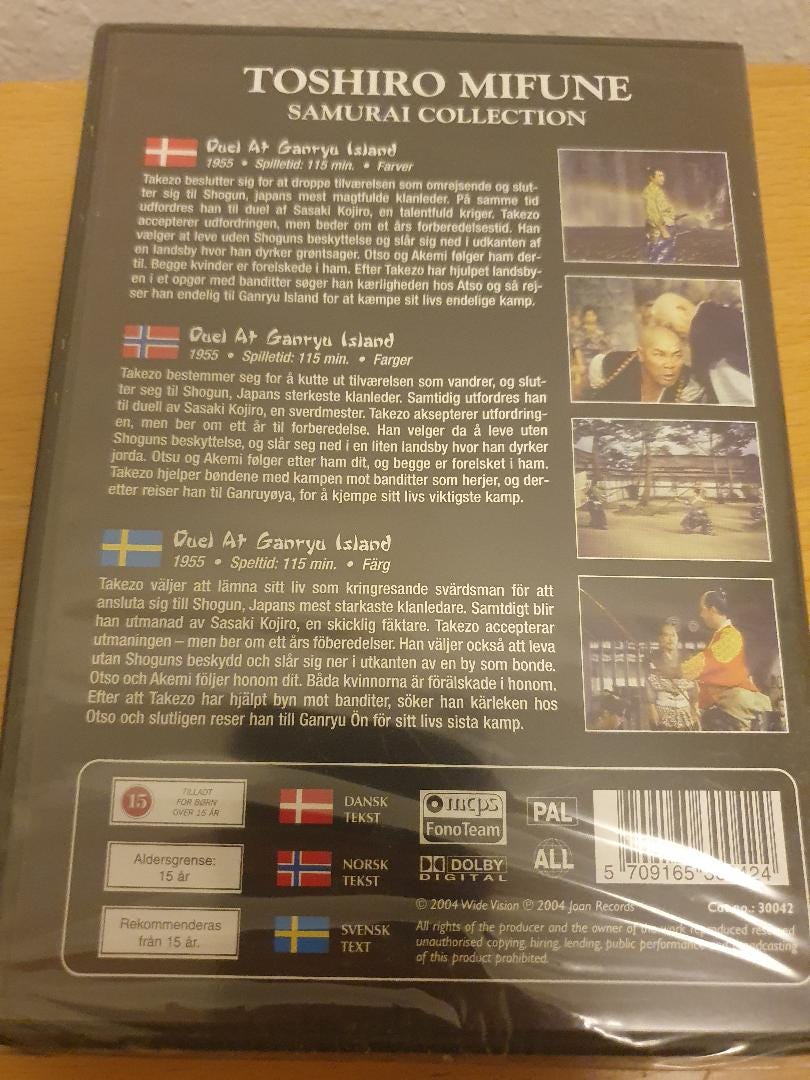 TOSHIRO MIFUNE
SAMURAI COLLECTION
Duel At Ganryu Island
1955 • Spilletid: 115 min. • Farver
Takezo beslutter sig for at droppe tilværelsen som omrejsende og slut-
ter sig til Shogun, japans mest magtfulde klanleder. På samme tid
udfordres han til duel af Sasaki Kojiro, en talentfuld kriger. Takezo
accepterer udfordringen, men beder om et års forberedelsestid. Han
vælger at leve uden Shoguns beskyttelse og slår sig ned i udkanten af
en landsby hvor han dyrker grøntsager. Otso og Akemi følger ham der-
til. Begge kvinder er forelskede i ham. Efter Takezo har hjulpet landsby-
en i et opgør med banditter søger han kærligheden hos Atso og så rej-
ser han endelig til Ganryu Island for at kæmpe sit livs endelige kamp.
Duel At Ganryu Island
1955 • Spilletid: 115 min. • Farger
Takezo bestemmer seg for å kutte ut tilværelsen som vandrer, og slut-
ter seg til Shogun, Japans sterkeste klanleder. Samtidig utfordres han
til duell av Sasaki Kojiro, en sverdmester. Takezo aksepterer utfordring-
en, men ber om ett år til forberedelse. Han velger da å leve uten
Shoguns beskyttelse, og slår seg ned i en liten landsby hvor han dyrker
jorda. Otsu og Akemi følger etter ham dit, og begge er forelsket i ham.
Takezo hjelper bøndene med kampen mot banditter som herjer, og der-
etter reiser han til Ganruyøya, for å kjempe sitt livs viktigste kamp.
Duel At Ganryu Island
1955 • Speltid: 115 min. • Färg
Takezo väljer att lämna sitt liv som kringresande svärdsman för att
ansluta sig till Shogun, Japans mest starkaste klanledare. Samtdigt blir
han utmanad av Sasaki Kojiro, en skicklig fäktare. Takezo accepterar
utmaningen – men ber om ett års föberedelser. Han väljer också att leva
utan Shoguns beskydd och slår sig ner i utkanten av en by som bonde.
Otso och Akemi följer honom dit. Båda kvinnorna är förälskade i honom.
Efter att Takezo har hjälpt byn mot banditer, söker han kärleken hos
Otso och slutligen reser han till Ganryu Ön för sitt livs sista kamp.
15 TILLADT
FOR BØRN
OVER 15 ÅR
Aldersgrense:
15 år
Rekommenderas
från 15 år.
DANSK
TEKST
NORSK
TEKST
SVENSK
TEXT
mcps
FonoTeam
DOLBY
DIGITAL
PAL
ALL
5 709165 424
© 2004 Wide Vision ℗ 2004 Joan Records
Cat.no.: 30042
All rights of the producer and the owner of the work reproduced reserved
unauthorised copying, hiring, lending, public performance and broadcasting
of this product prohibited.